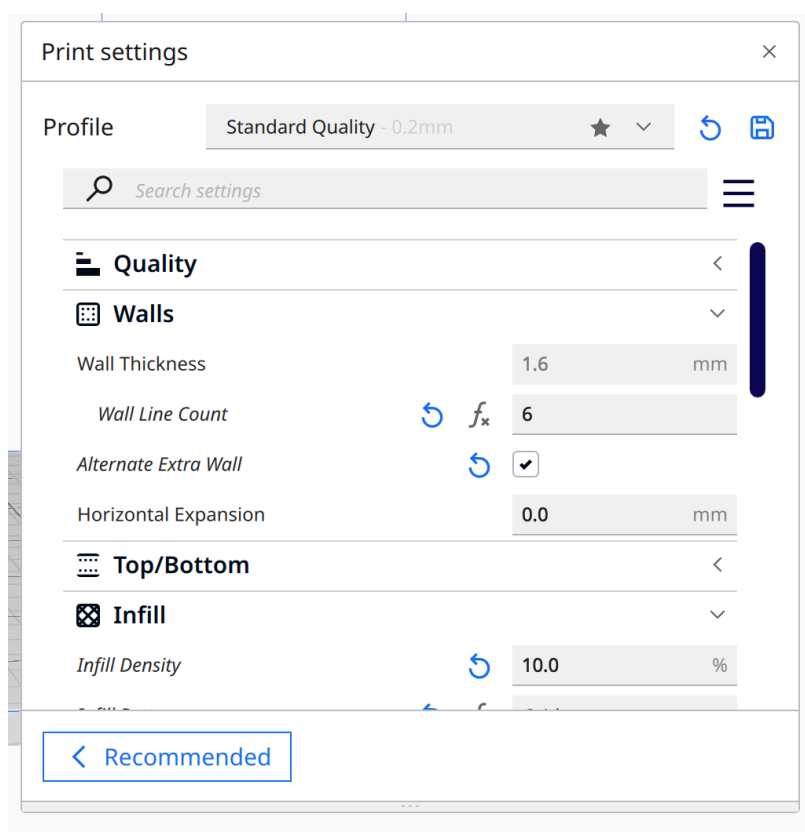 Print settings
Profile Standard Quality - 0.2mm
Search settings
Quality
Walls
Wall Thickness 1.6 mm
Wall Line Count 6
Alternate Extra Wall
Horizontal Expansion 0.0 mm
Top/Bottom
Infill
Infill Density 10.0 %
Recommended